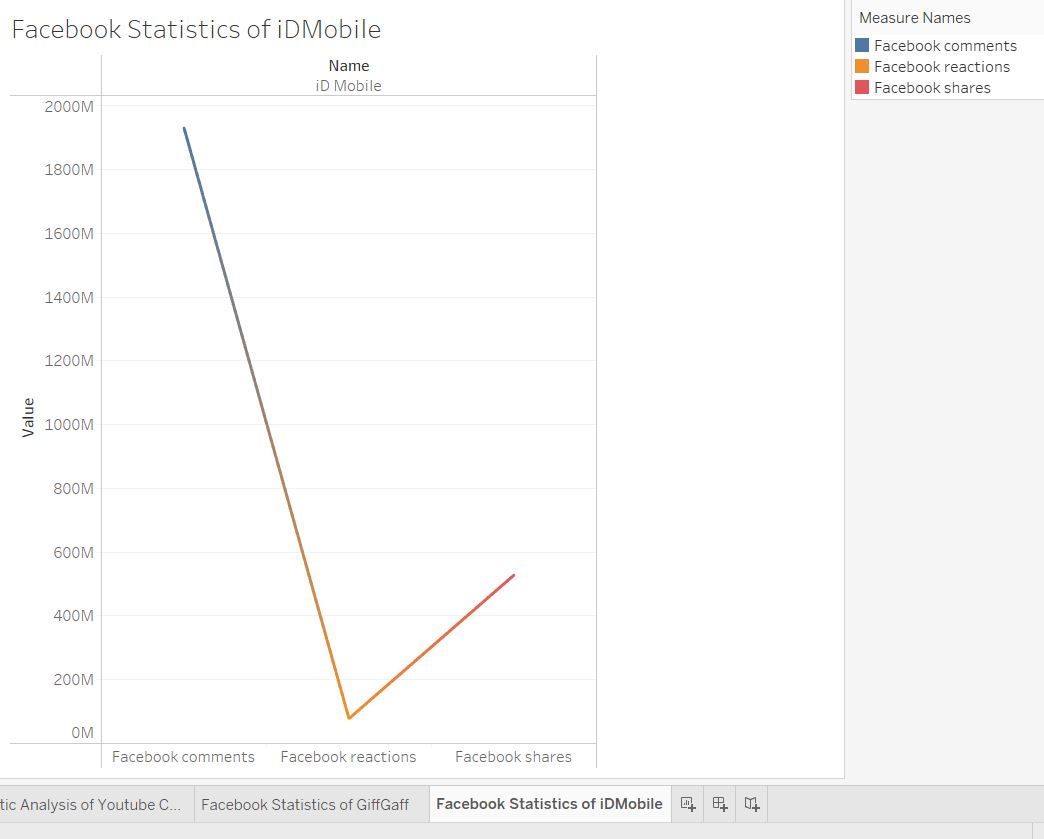 Facebook Statistics of iDMobile
Measure Names
Facebook comments
Facebook reactions
Facebook shares
Name
iD Mobile
2000M
1800M
1600M
1400M
1200M
1000M
800M
600M
400M
200M
0M
Value
Facebook comments
Facebook reactions
Facebook shares
tic Analysis of Youtube C...
Facebook Statistics of GiffGaff
Facebook Statistics of iDMobile